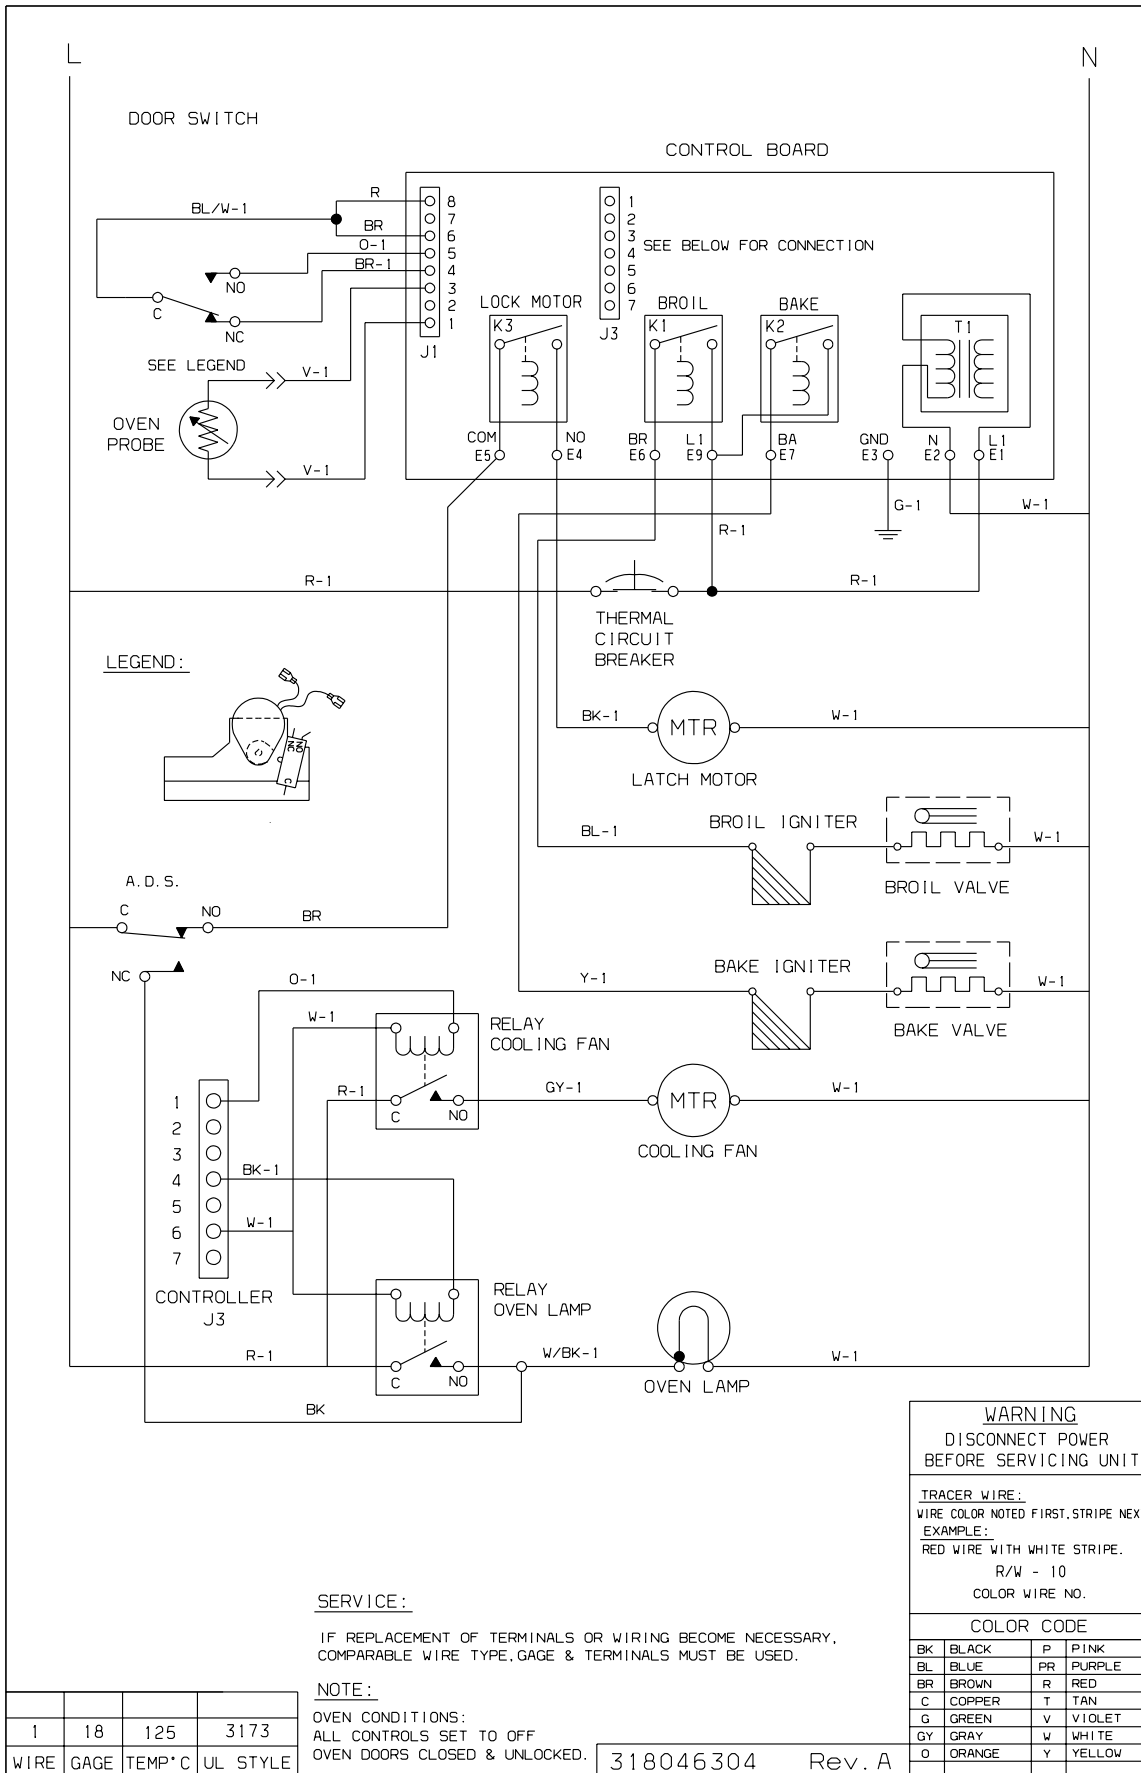 L
N
DOOR SWITCH
CONTROL BOARD
R
8
1
BL/W-1
7
2
BR
6
3
SEE BELOW FOR CONNECTION
O-1
5
4
BR-1
4
5
NO
3
6
2
7
C
1
NC
J1
J3
LOCK MOTOR
BROIL
BAKE
K3
K1
K2
T1
SEE LEGEND
V-1
OVEN
PROBE
V-1
COM
E5
NO
E4
BR
E6
L1
E9
BA
E7
GND
E3
N
E2
L1
E1
G-1
W-1
R-1
R-1
R-1
THERMAL
CIRCUIT
BREAKER
LEGEND:
NO
NC
C
BK-1
MTR
W-1
LATCH MOTOR
BL-1
BROIL IGNITER
W-1
BROIL VALVE
A.D.S.
C
NO
BR
NC
Y-1
BAKE IGNITER
W-1
BAKE VALVE
O-1
W-1
RELAY
COOLING FAN
R-1
C
NO
GY-1
MTR
W-1
COOLING FAN
1
2
3
4
BK-1
5
6
W-1
7
CONTROLLER
J3
RELAY
OVEN LAMP
R-1
C
NO
W/BK-1
W-1
OVEN LAMP
BK
WARNING
DISCONNECT POWER
BEFORE SERVICING UNIT
TRACER WIRE:
WIRE COLOR NOTED FIRST,STRIPE NEX
EXAMPLE:
RED WIRE WITH WHITE STRIPE.
R/W - 10
COLOR WIRE NO.
COLOR CODE
BK BLACK P PINK
BL BLUE PR PURPLE
BR BROWN R RED
C COPPER T TAN
G GREEN V VIOLET
GY GRAY W WHITE
O ORANGE Y YELLOW
SERVICE:
IF REPLACEMENT OF TERMINALS OR WIRING BECOME NECESSARY,
COMPARABLE WIRE TYPE,GAGE & TERMINALS MUST BE USED.
NOTE:
OVEN CONDITIONS:
ALL CONTROLS SET TO OFF
OVEN DOORS CLOSED & UNLOCKED.
1 18 125 3173
WIRE GAGE TEMP°C UL STYLE
318046304 Rev.A